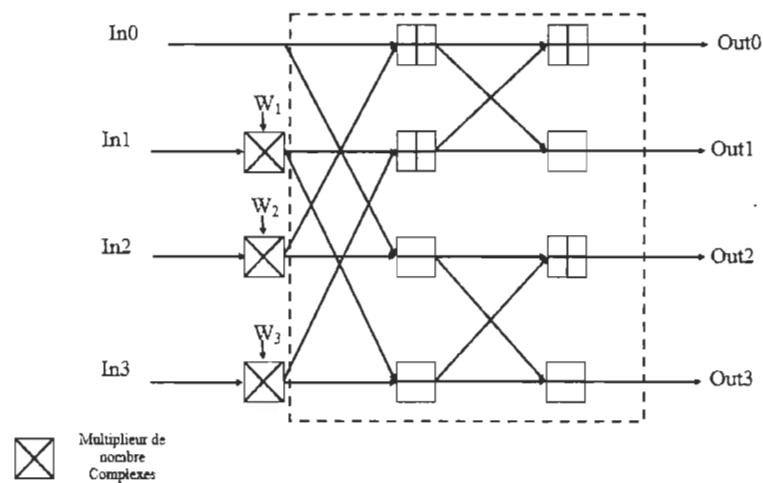 In0
Out0
W1
In1
Out1
W2
In2
Out2
W3
In3
Out3
Multiplieur de
nombre
Complexes